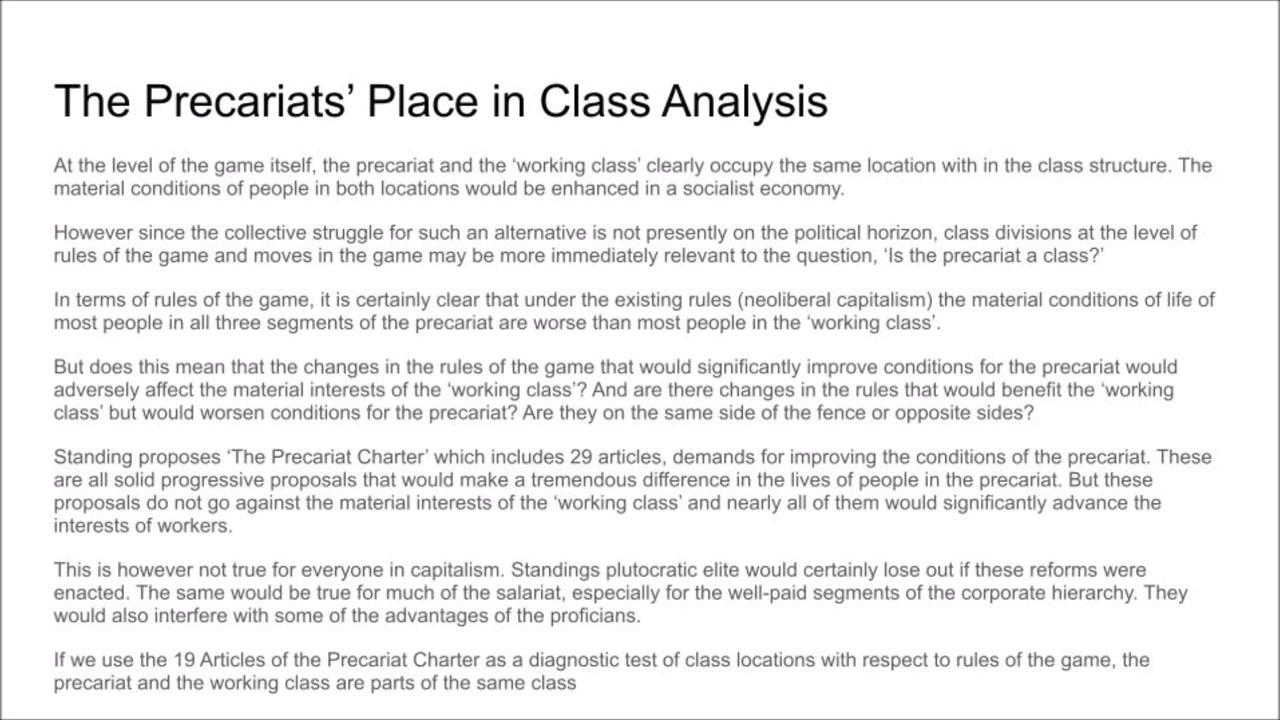 The Precariats’ Place in Class Analysis
At the level of the game itself, the precariat and the ‘working class’ clearly occupy the same location with in the class structure. The
material conditions of people in both locations would be enhanced in a socialist economy.
However since the collective struggle for such an alternative is not presently on the political horizon, class divisions at the level of
rules of the game and moves in the game may be more immediately relevant to the question, ‘Is the precariat a class?’
In terms of rules of the game, it is certainly clear that under the existing rules (neoliberal capitalism) the material conditions of life of
most people in all three segments of the precariat are worse than most people in the ‘working class’.
But does this mean that the changes in the rules of the game that would significantly improve conditions for the precariat would
adversely affect the material interests of the ‘working class’? And are there changes in the rules that would benefit the ‘working
class’ but would worsen conditions for the precariat? Are they on the same side of the fence or opposite sides?
Standing proposes ‘The Precariat Charter’ which includes 29 articles, demands for improving the conditions of the precariat. These
are all solid progressive proposals that would make a tremendous difference in the lives of people in the precariat. But these
proposals do not go against the material interests of the ‘working class’ and nearly all of them would significantly advance the
interests of workers.
This is however not true for everyone in capitalism. Standings plutocratic elite would certainly lose out if these reforms were
enacted. The same would be true for much of the salariat, especially for the well-paid segments of the corporate hierarchy. They
would also interfere with some of the advantages of the proficians.
If we use the 19 Articles of the Precariat Charter as a diagnostic test of class locations with respect to rules of the game, the
precariat and the working class are parts of the same class